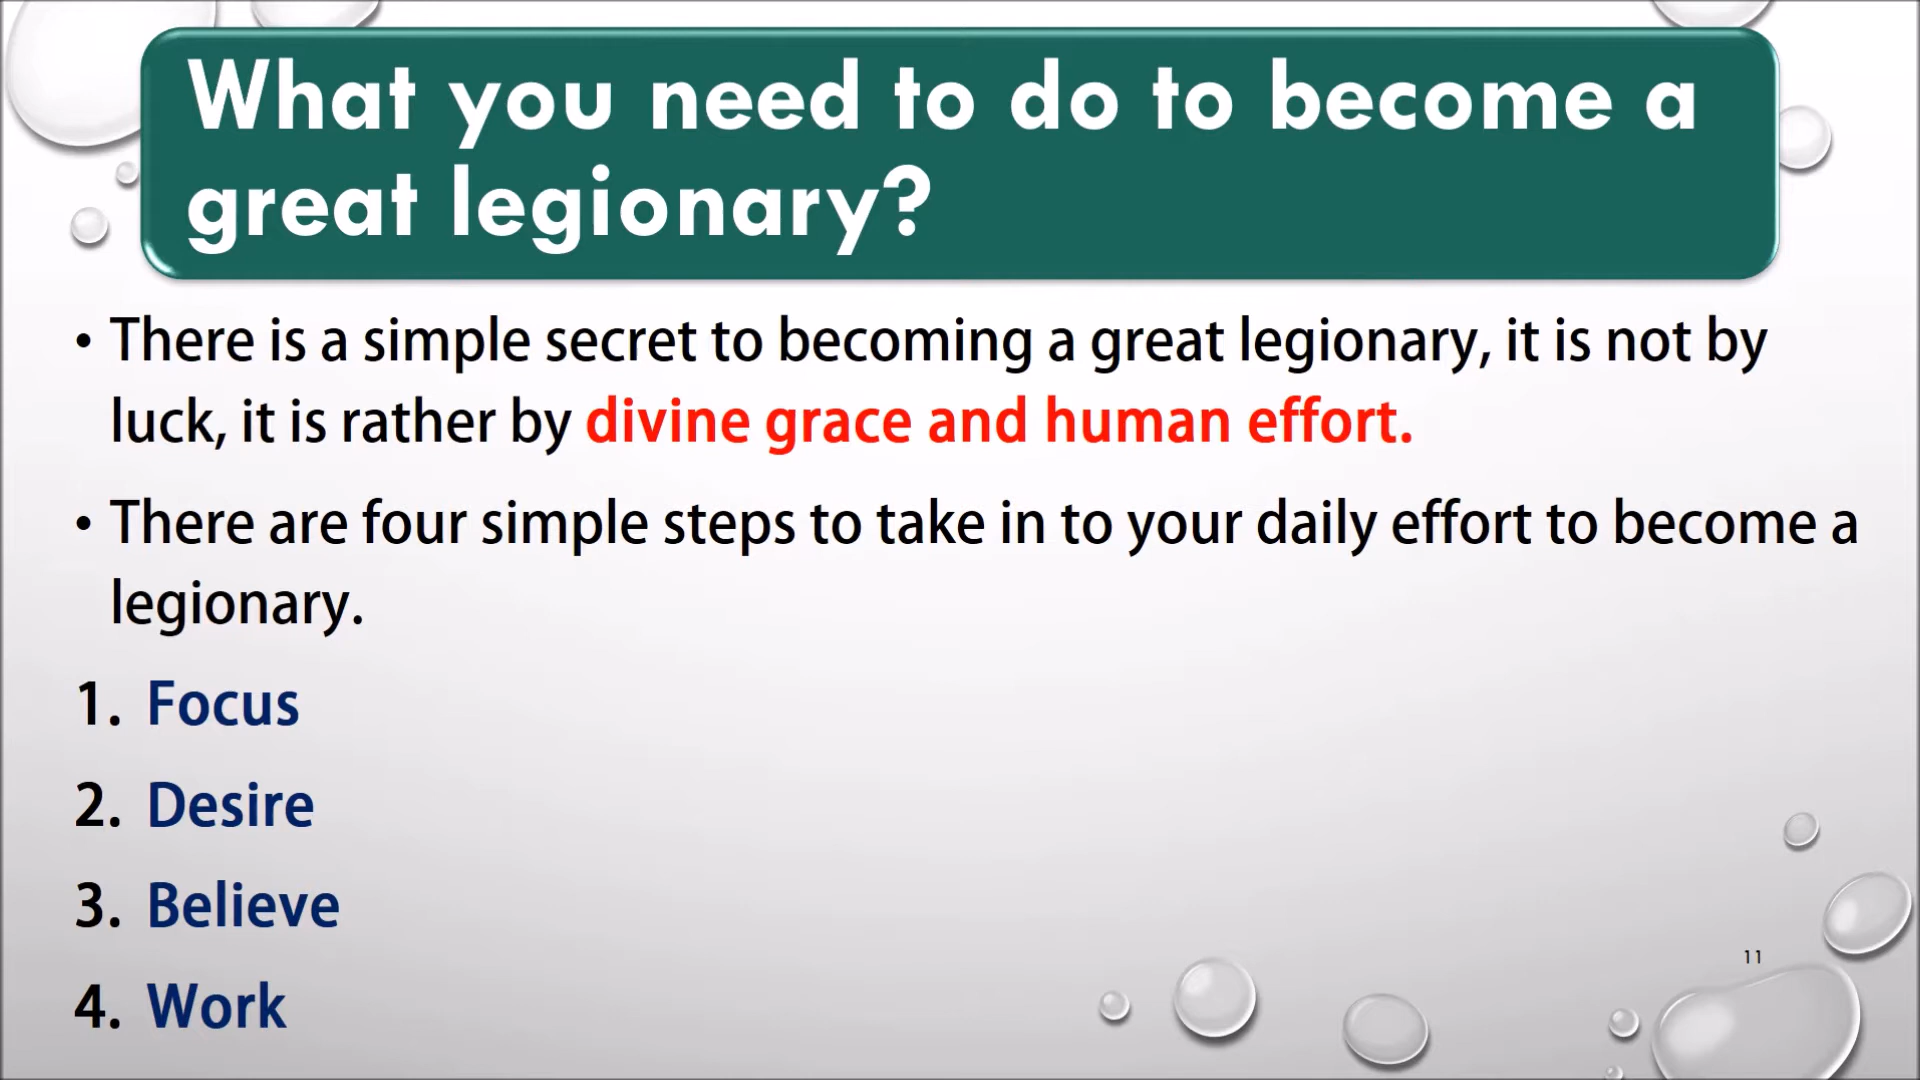 What you need to do to become a
great legionary?
• There is a simple secret to becoming a great legionary, it is not by
luck, it is rather by divine grace and human effort.
• There are four simple steps to take in to your daily effort to become a
legionary.
1. Focus
2. Desire
3. Believe
4. Work
11